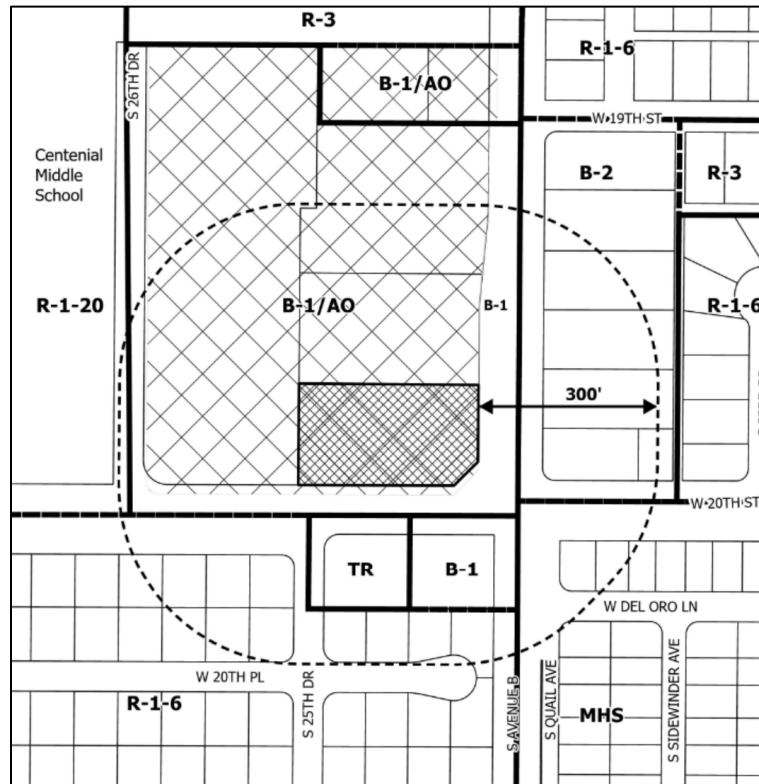 R-3
R-1-6
S 26TH DR
B-1/AO
W 19TH ST
Centenial
Middle
School
B-2
R-3
R-1-20
B-1/AO
B-1
R-1-6
300'
W 20TH ST
TR
B-1
W DEL ORO LN
W 20TH PL
R-1-6
S 25TH DR
S AVENUE B
S QUAIL AVE
MHS
S SIDEWINDER AVE